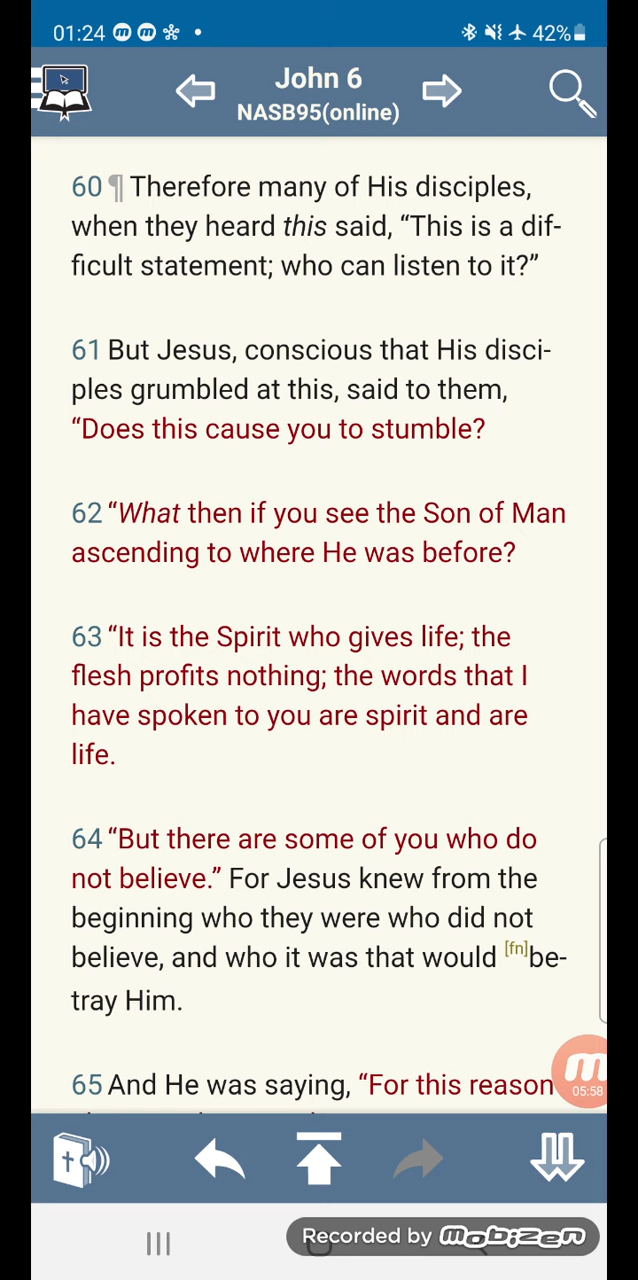 01:24
42%
John 6
NASB95(online)
60 ¶ Therefore many of His disciples,
when they heard this said, “This is a dif-
ficult statement; who can listen to it?”
61 But Jesus, conscious that His disci-
ples grumbled at this, said to them,
“Does this cause you to stumble?
62 “What then if you see the Son of Man
ascending to where He was before?
63 “It is the Spirit who gives life; the
flesh profits nothing; the words that I
have spoken to you are spirit and are
life.
64 “But there are some of you who do
not believe.” For Jesus knew from the
beginning who they were who did not
believe, and who it was that would [fn]be-
tray Him.
65 And He was saying, “For this reason
05:58
Recorded by mobizen